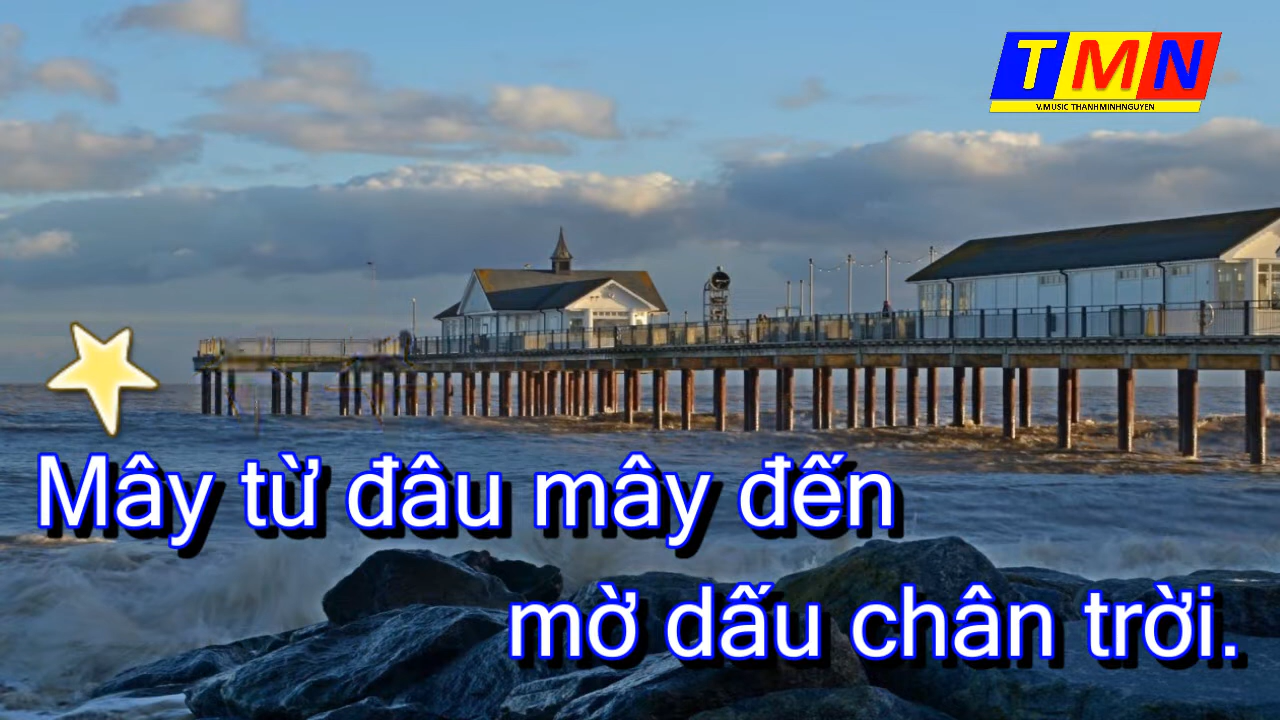 TMN
V.MUSIC THANHMINHNGUYEN
Mây từ đâu mây đến
mờ dấu chân trời.